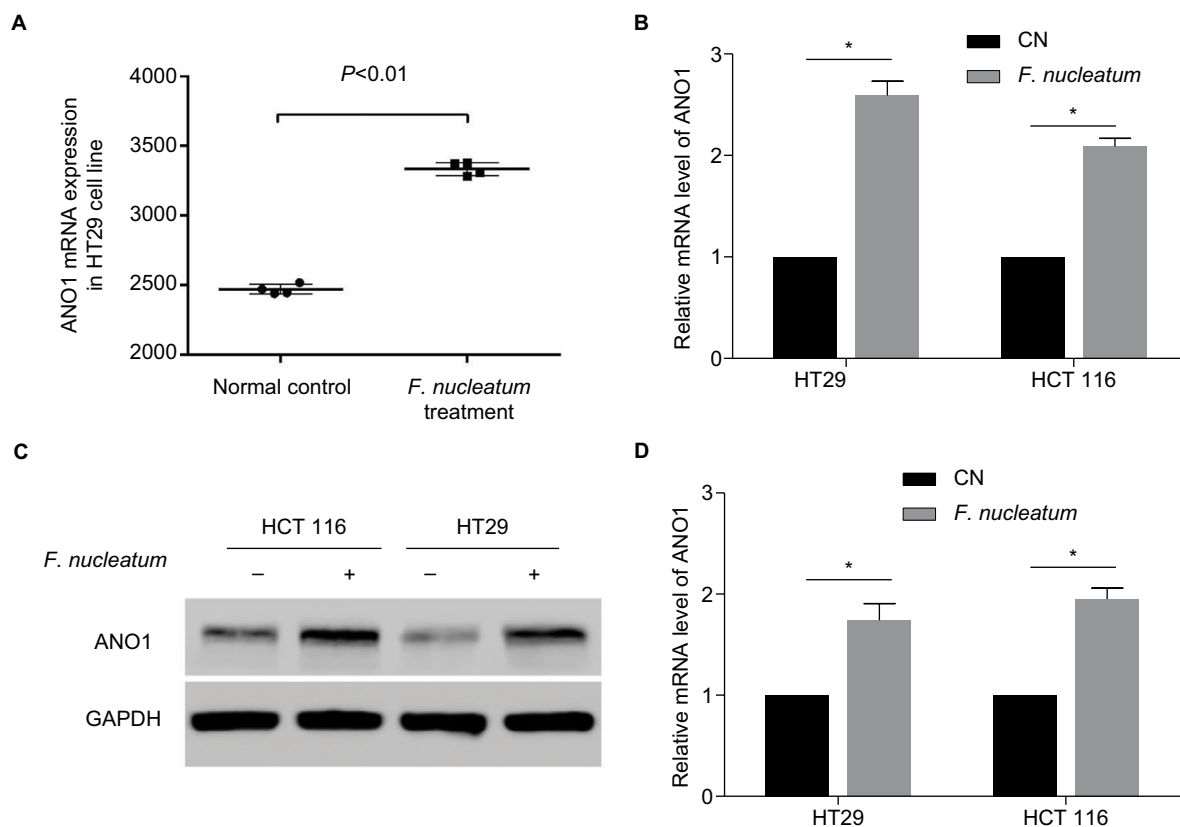 A
ANO1 mRNA expression
in HT29 cell line
4000
3500
3000
2500
2000
P<0.01
Normal control
F. nucleatum
treatment
B
Relative mRNA level of ANO1
3
2
1
0
CN
F. nucleatum
*
*
HT29
HCT 116
C
HCT 116
HT29
F. nucleatum
–
+
–
+
ANO1
GAPDH
D
Relative mRNA level of ANO1
3
2
1
0
CN
F. nucleatum
*
*
HT29
HCT 116